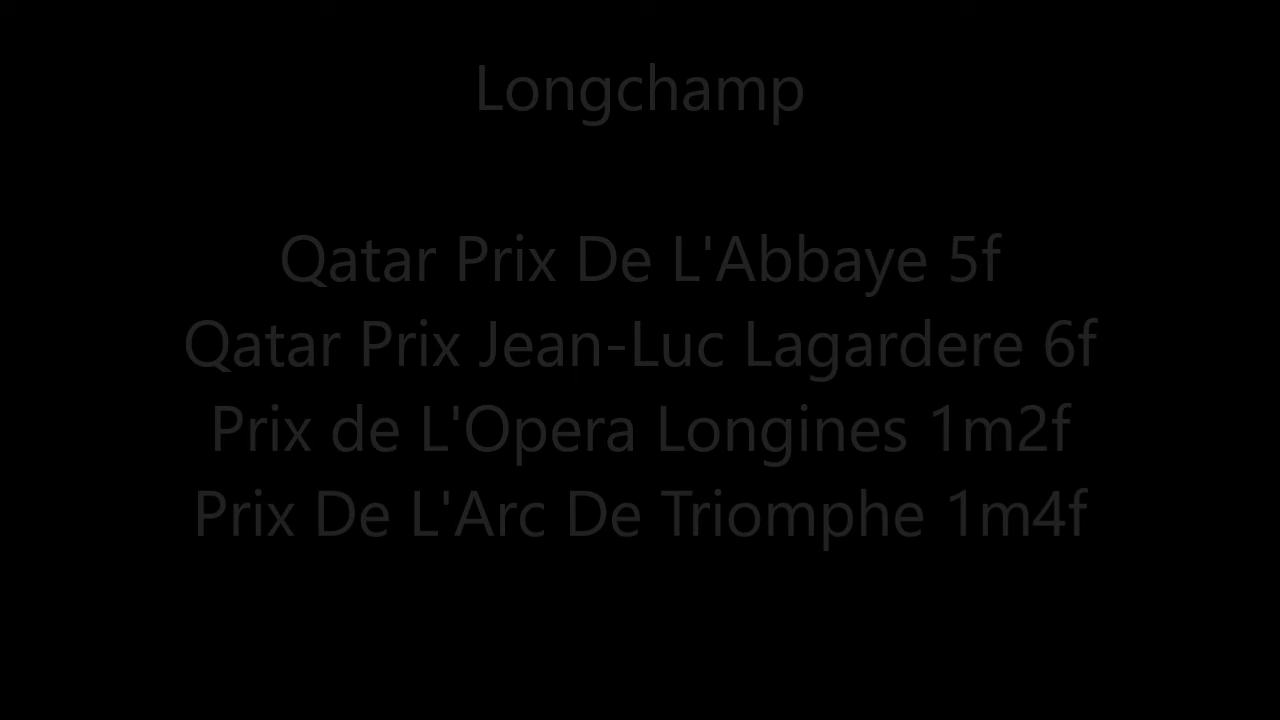 Longchamp
Qatar Prix De L'Abbaye 5f
Qatar Prix Jean-Luc Lagardere 6f
Prix de L'Opera Longines 1m2f
Prix De L'Arc De Triomphe 1m4f